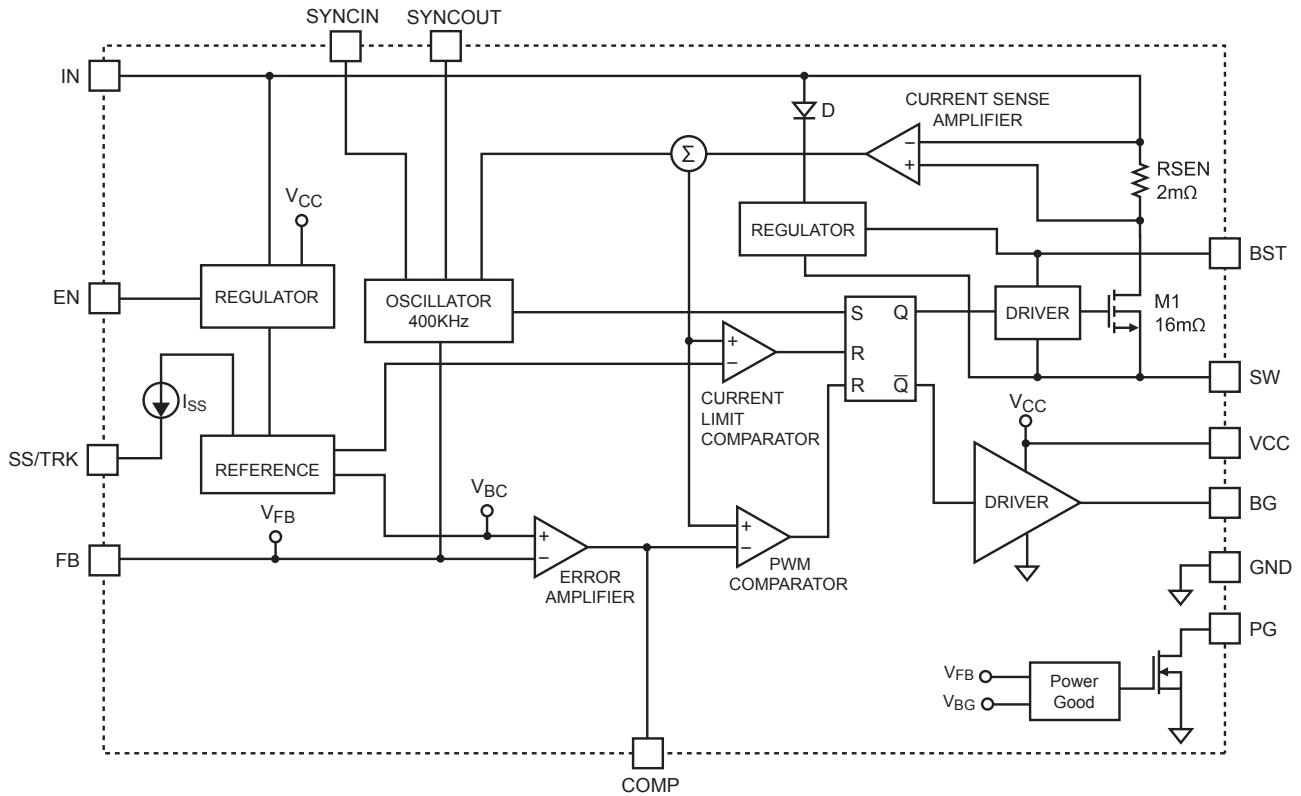 SYNCIN
SYNCOUT
IN
D
CURRENT SENSE
AMPLIFIER
Σ
−
+
RSEN
2mΩ
VCC
REGULATOR
BST
EN
REGULATOR
OSCILLATOR
400KHz
S
Q
DRIVER
M1
16mΩ
+
−
R
R
Q̅
SW
ISS
CURRENT
LIMIT
COMPARATOR
VCC
VCC
SS/TRK
REFERENCE
VBC
DRIVER
BG
VFB
FB
+
−
ERROR
AMPLIFIER
+
−
PWM
COMPARATOR
GND
PG
VFB
VBG
Power
Good
COMP